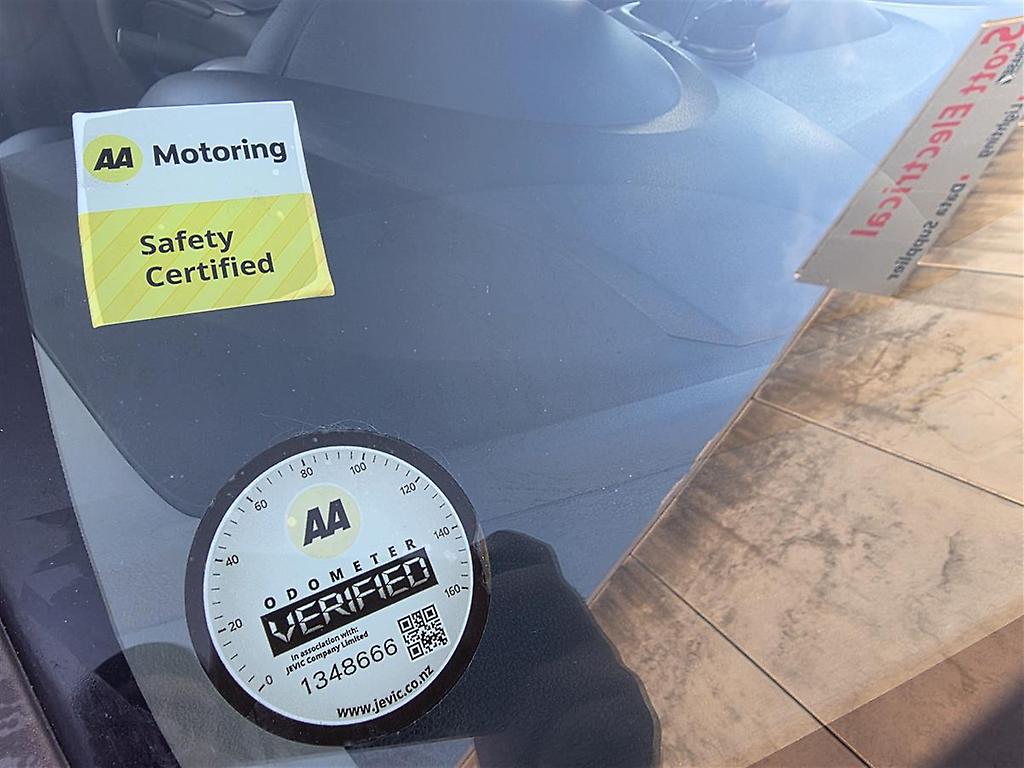 AA Motoring
Safety
Certified
Scott Electrical
Lighting • Data Supplier
0
20
40
60
80
100
120
140
160
AA
ODOMETER
VERIFIED
In association with:
JEVIC Company Limited
1348666
www.jevic.co.nz